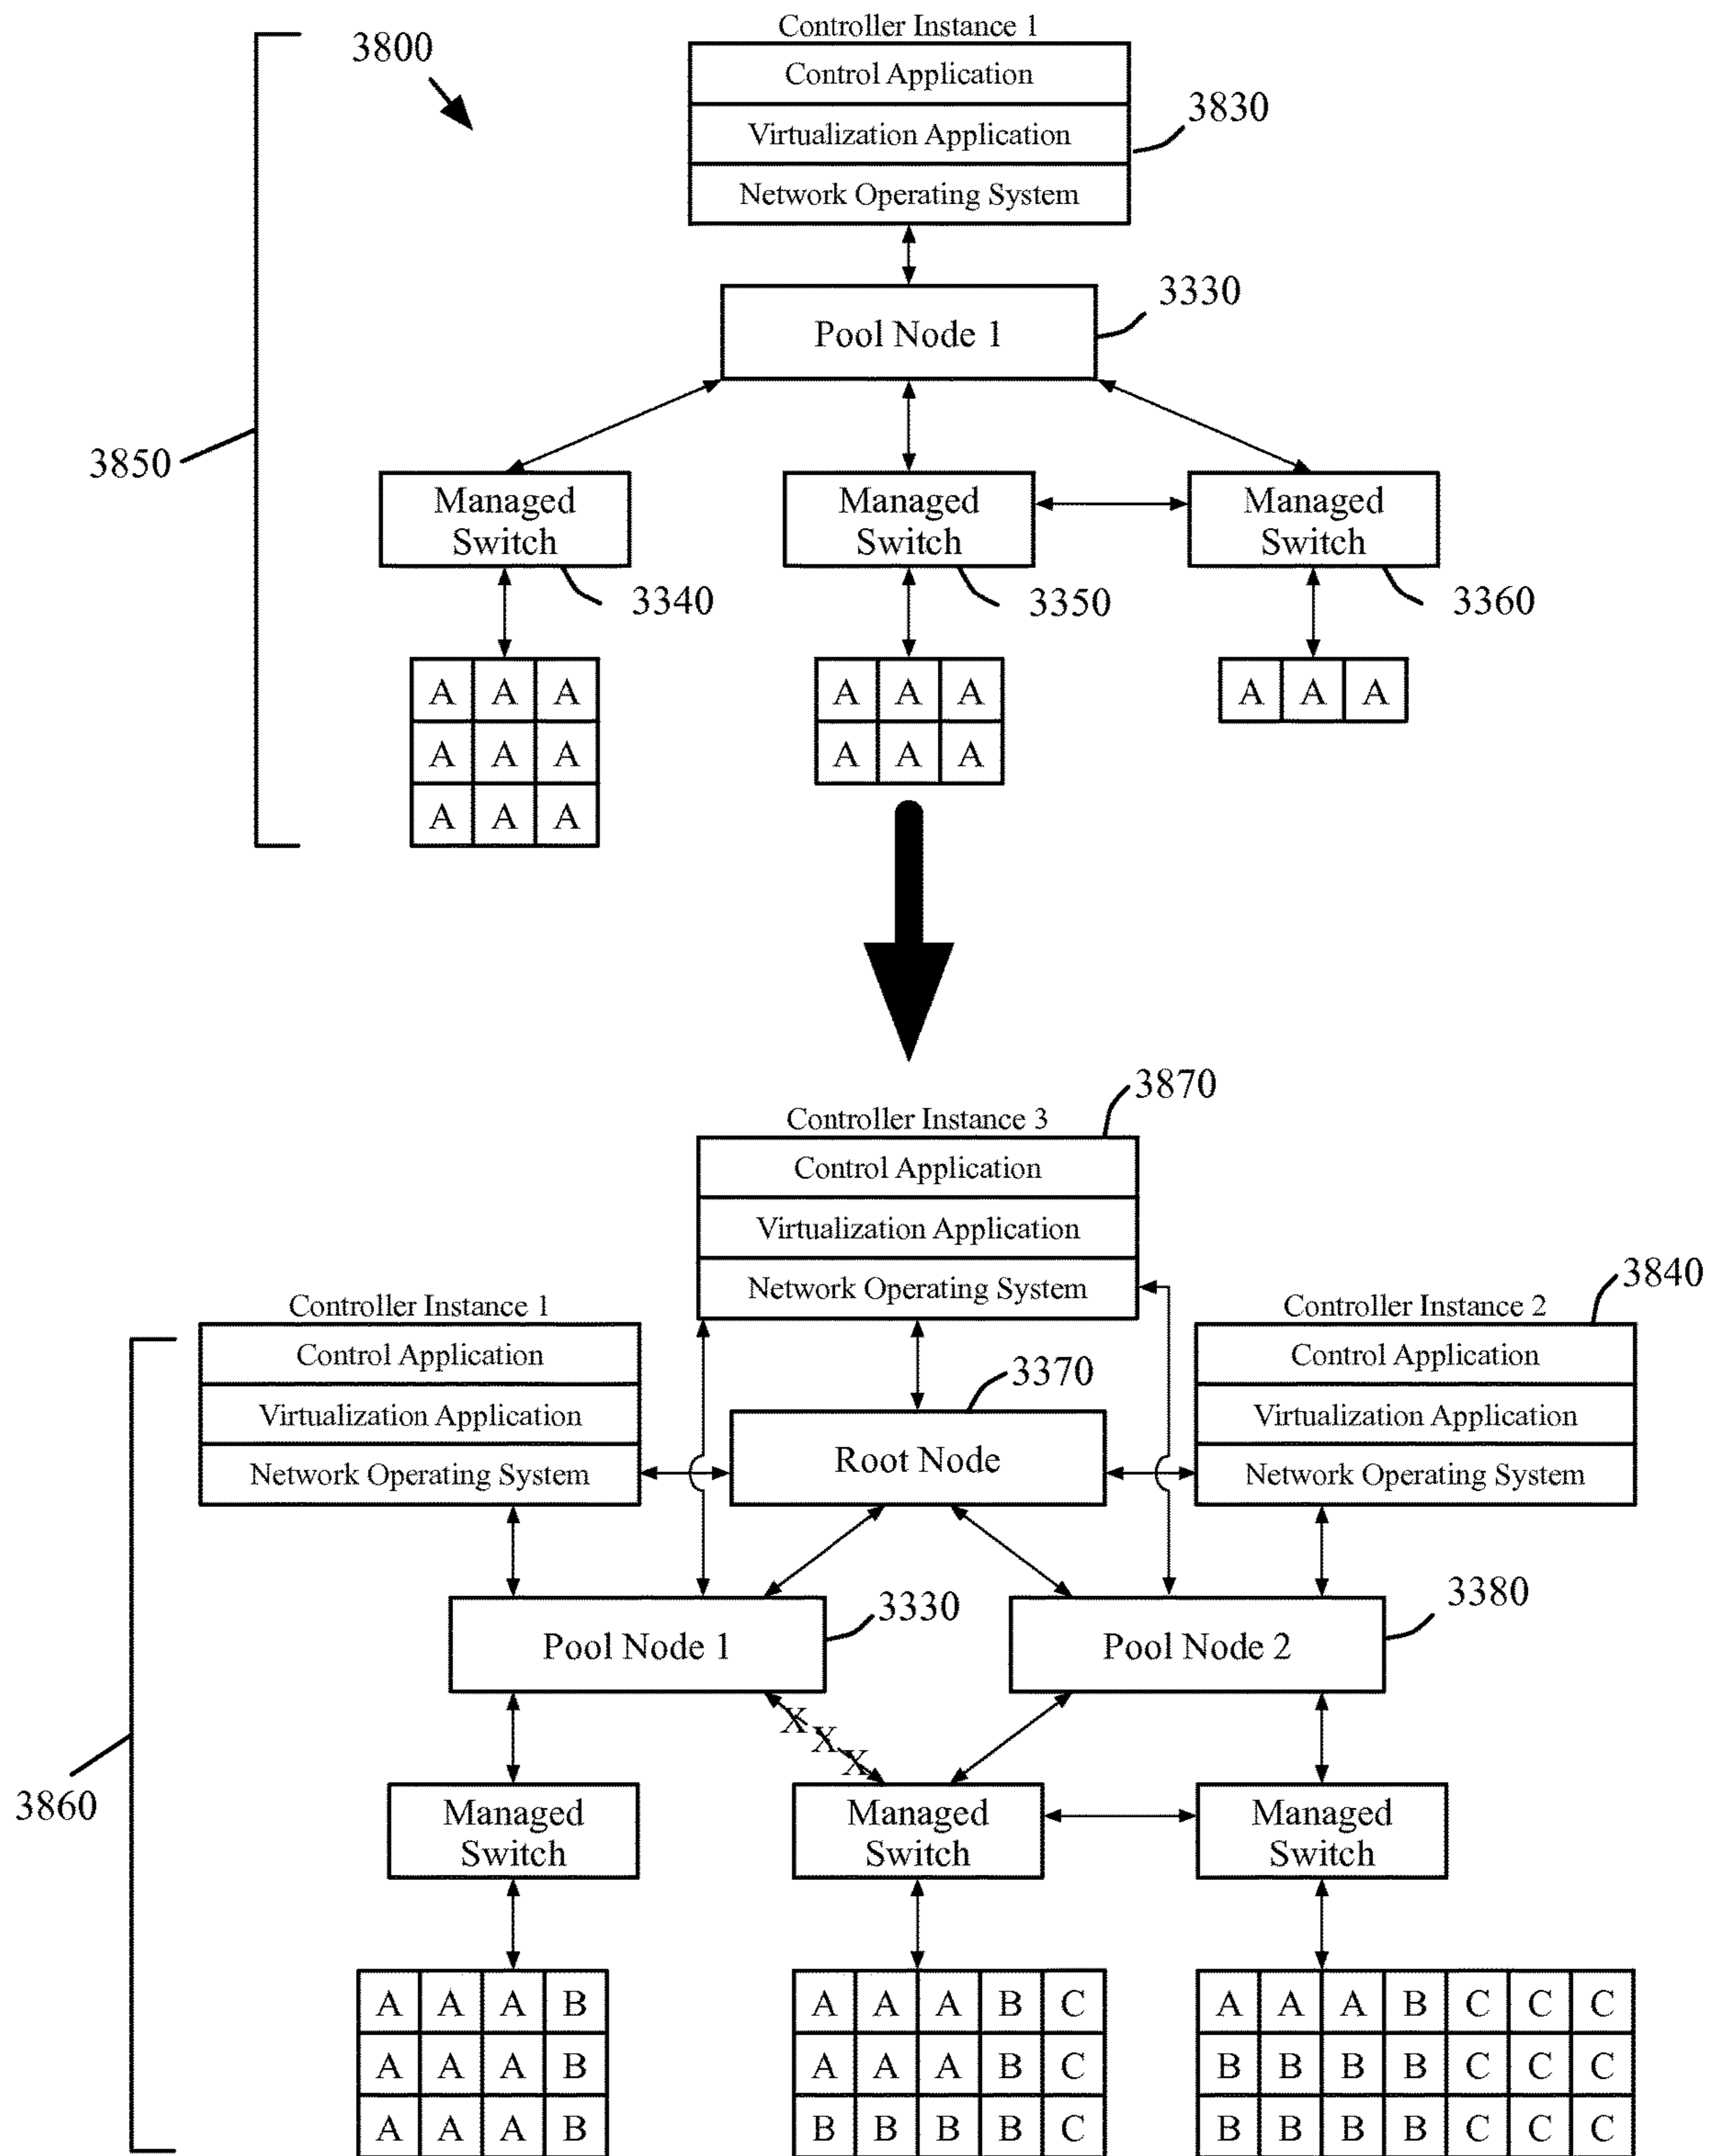 Controller Instance 1
3800
Control Application
3830
Virtualization Application
Network Operating System
3330
Pool Node 1
3850
Managed
Switch
Managed
Switch
Managed
Switch
3340
3350
3360
A A A
A A A
A A A
A A A
A A A
A A A
3870
Controller Instance 3
Control Application
Virtualization Application
Network Operating System
3840
Controller Instance 1
Controller Instance 2
Control Application
Virtualization Application
Network Operating System
3370
Root Node
Control Application
Virtualization Application
Network Operating System
3330
3380
Pool Node 1
Pool Node 2
X
X
X
3860
Managed
Switch
Managed
Switch
Managed
Switch
A A A B
A A A B
A A A B
A A A B C
A A A B C
B B B B C
A A A B C C C
B B B B C C C
B B B B C C C